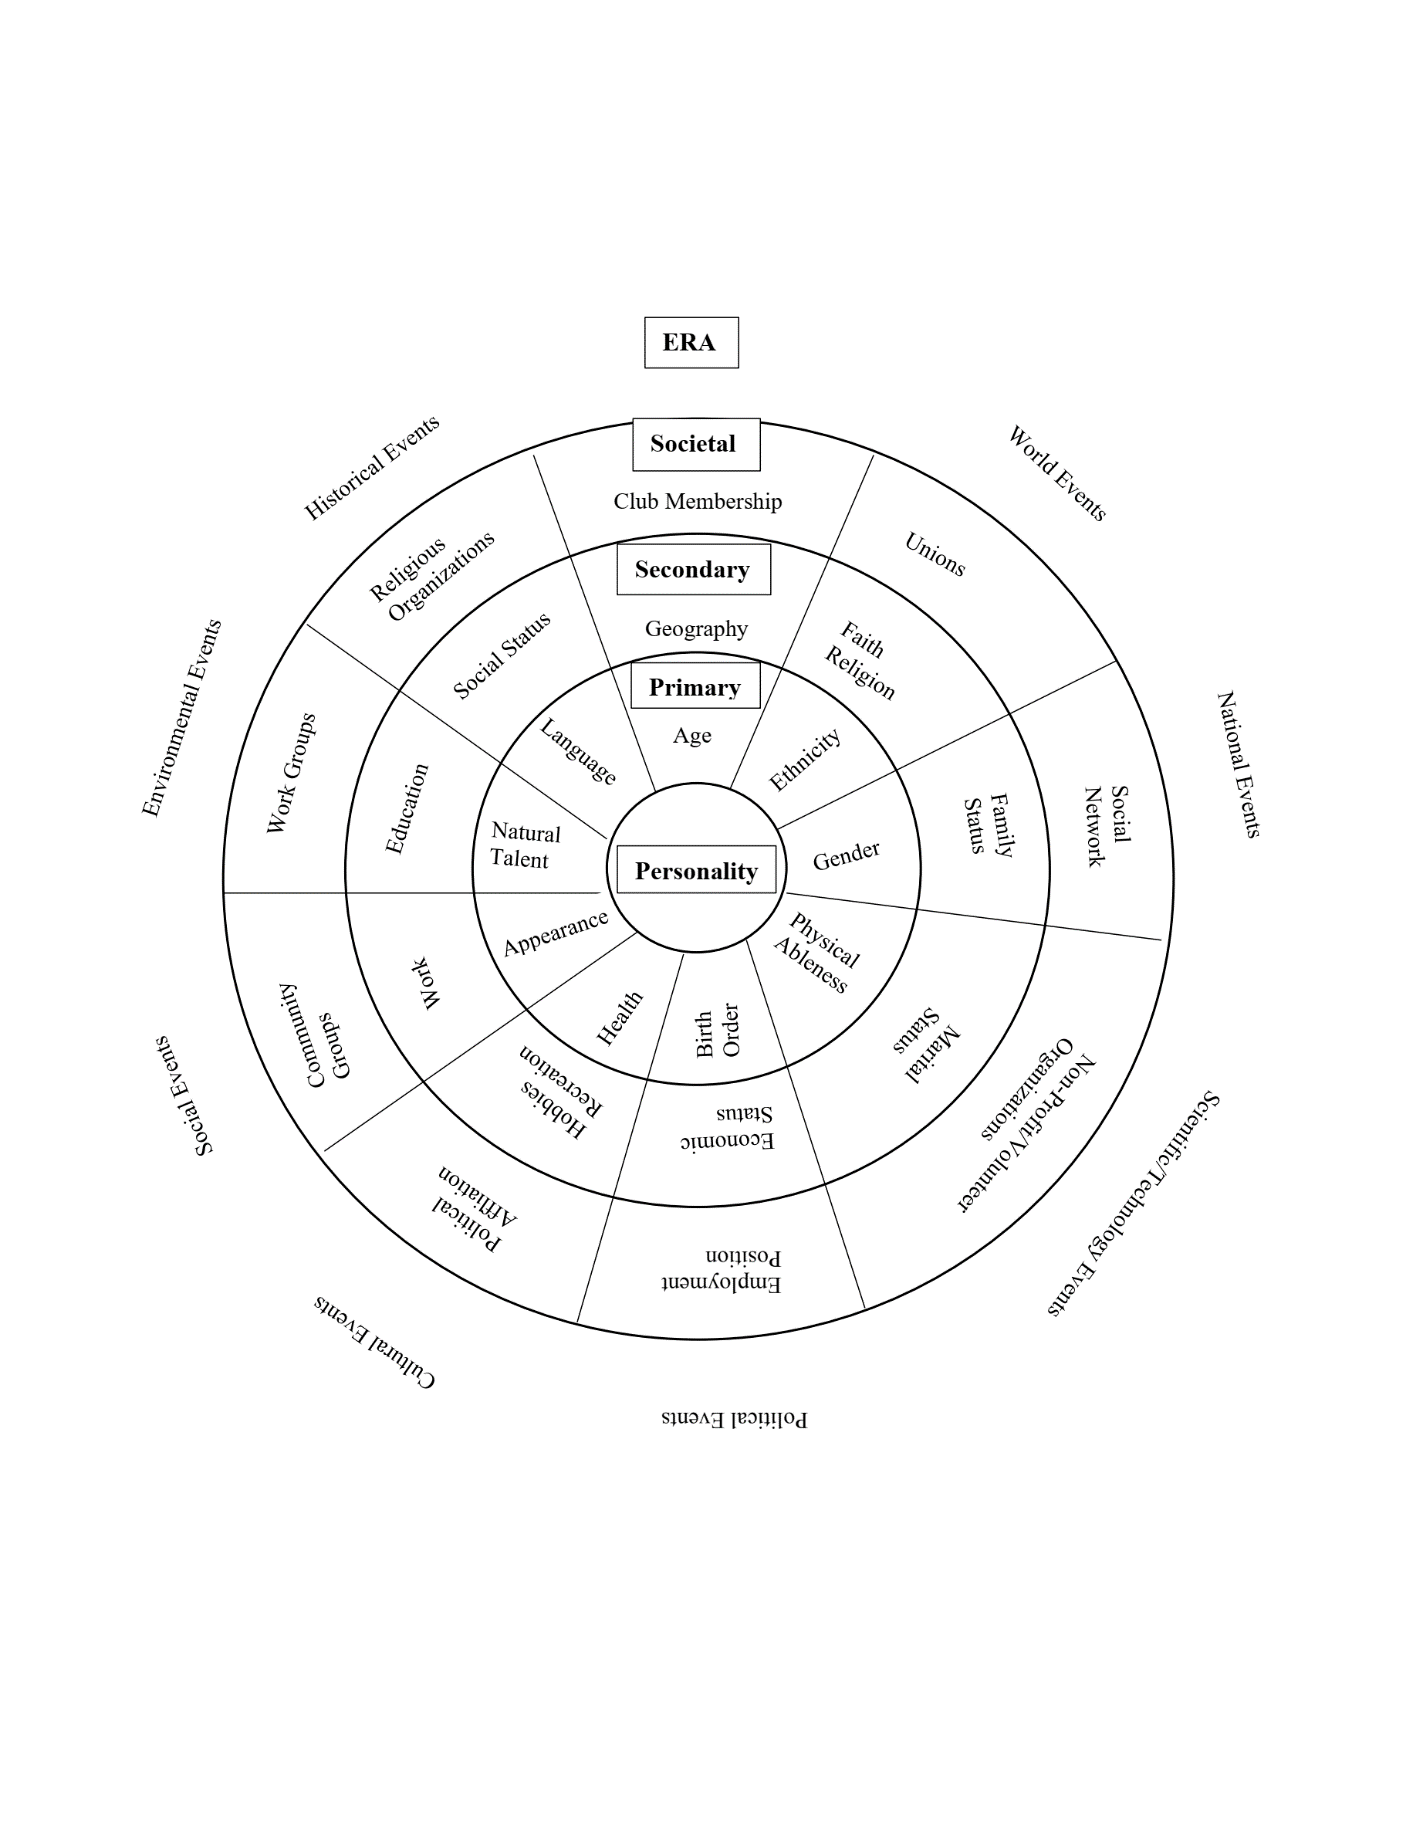 ERA
Historical Events
World Events
National Events
Scientific/Technology Events
Political Events
Cultural Events
Social Events
Environmental Events
Societal
Club Membership
Unions
Social
Network
Non-Profit/Volunteer
Organizations
Employment
Position
Political
Affliation
Community
Groups
Work Groups
Religious
Organizations
Secondary
Geography
Faith
Religion
Family
Status
Marital
Status
Economic
Status
Hobbies
Recreation
Work
Education
Social Status
Primary
Age
Ethnicity
Gender
Physical
Ableness
Birth
Order
Health
Appearance
Natural
Talent
Language
Personality